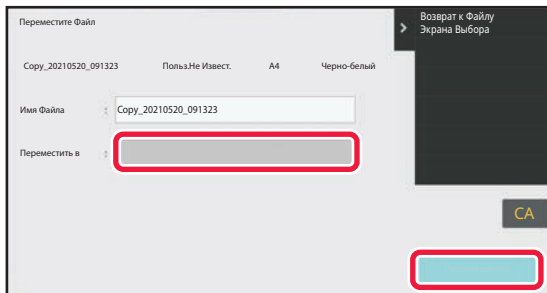 Переместите Файл
Возврат к Файлу
Экрана Выбора
Copy_20210520_091323 Польз.Не Извест. A4 Черно-белый
Имя Файла : Copy_20210520_091323
Переместить в :
CA